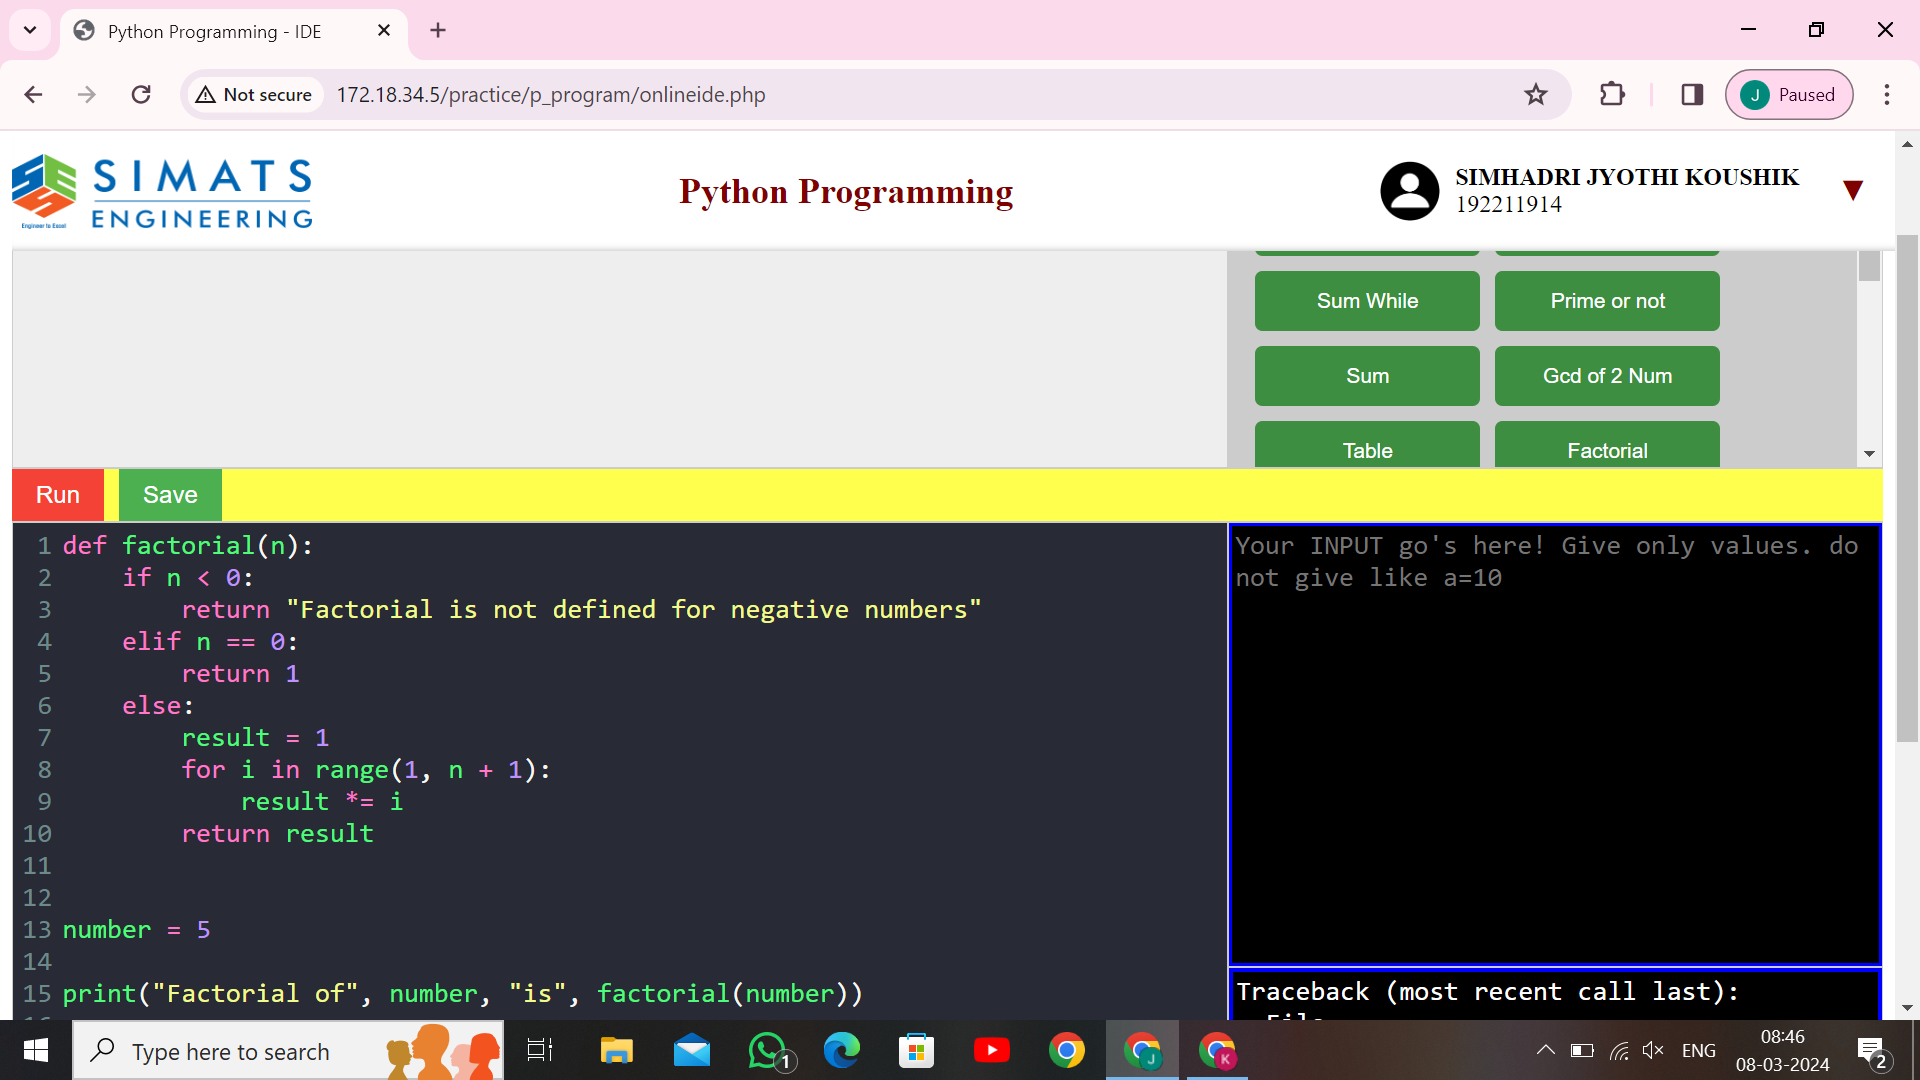 Python Programming - IDE
Not secure
172.18.34.5/practice/p_program/onlineide.php
J
Paused
SIMATS
ENGINEERING
Engineer to Excel
Python Programming
SIMHADRI JYOTHI KOUSHIK
192211914
Sum While
Prime or not
Sum
Gcd of 2 Num
Table
Factorial
Run
Save
1 def factorial(n):
2     if n < 0:
3         return "Factorial is not defined for negative numbers"
4     elif n == 0:
5         return 1
6     else:
7         result = 1
8         for i in range(1, n + 1):
9             result *= i
10         return result
11
12
13 number = 5
14
15 print("Factorial of", number, "is", factorial(number))
Your INPUT go's here! Give only values. do
not give like a=10
Traceback (most recent call last):
File
Type here to search
1
J
K
ENG
08:46
08-03-2024
2